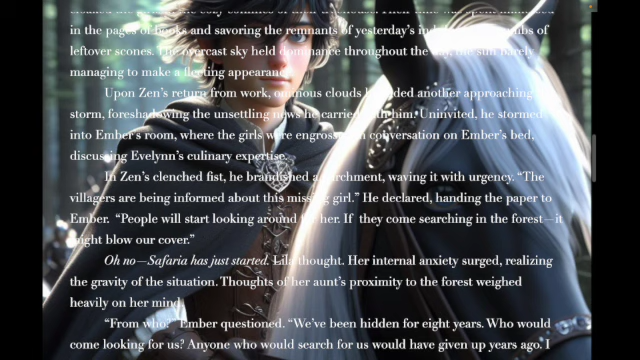 in the pages of books and savoring the remnants of yesterday's
leftover scones. The overcast sky held dominance throughout the day, the sun barely
managing to make a fleeting appearance.
Upon Zen's return from work, ominous clouds heralded another approaching
storm, foreshadowing the unsettling news he carried with him. Uninvited, he stormed
into Ember's room, where the girls were engrossed in conversation on Ember's bed,
discussing Evelynn's culinary expertise.
In Zen's clenched fist, he brandished a parchment, waving it with urgency. "The
villagers are being informed about this missing girl." He declared, handing the paper to
Ember. "People will start looking around for her. If they come searching in the forest—it
might blow our cover."
Oh no—Safaria has just started. Lila thought. Her internal anxiety surged, realizing
the gravity of the situation. Thoughts of her aunt's proximity to the forest weighed
heavily on her mind.
"From who?" Ember questioned. "We've been hidden for eight years. Who would
come looking for us? Anyone who would search for us would have given up years ago. I